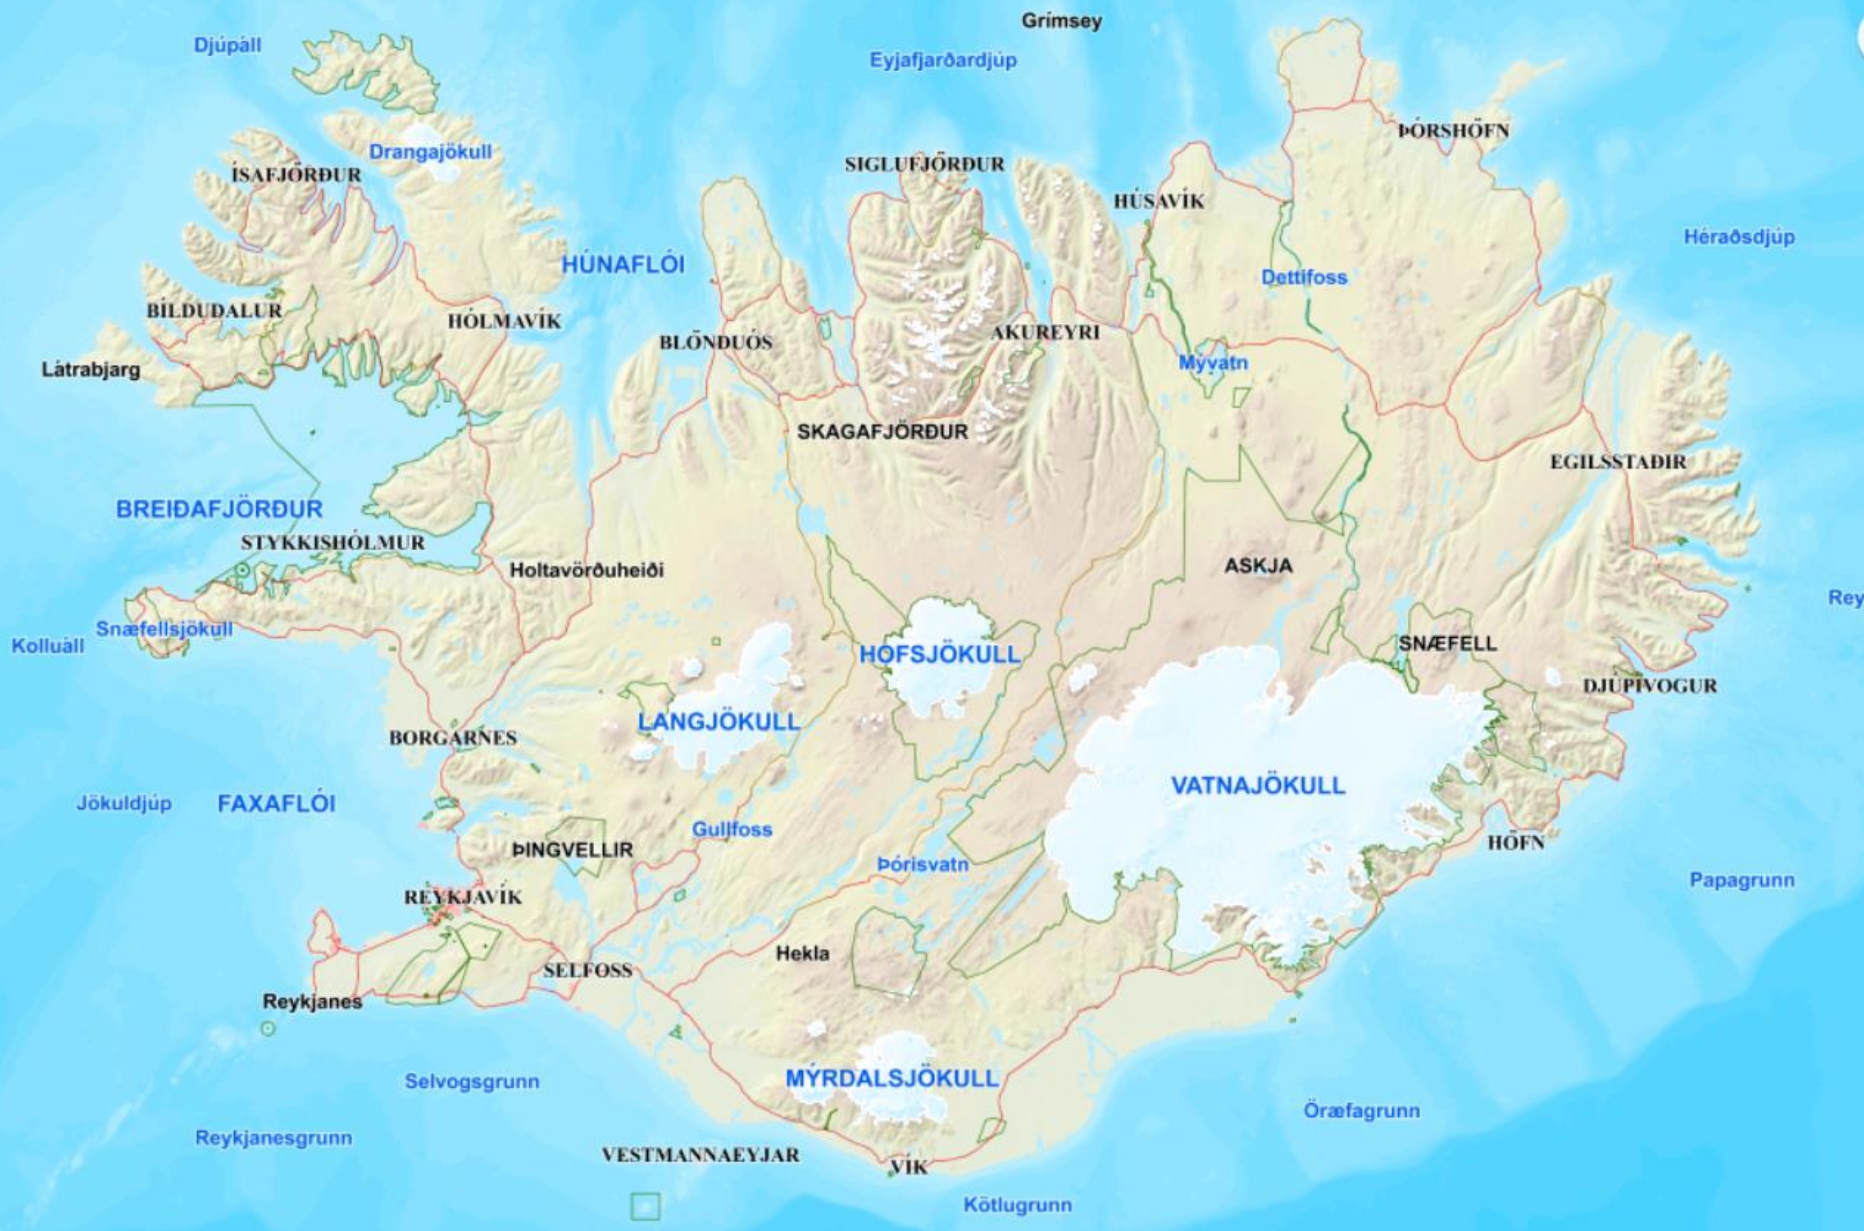 Grímsey
Djúpáll
Eyjafjarðardjúp
ÞÓRSHÖFN
Drangajökull
SIGLUFJÖRÐUR
ÍSAFJÖRÐUR
HÚSAVÍK
Héraðsdjúp
HÚNAFLÓI
Dettifoss
BÍLDUDALUR
HÓLMAVÍK
AKUREYRI
BLÖNDUÓS
Mývatn
Látrabjarg
SKAGAFJÖRÐUR
EGILSSTAÐIR
BREIÐAFJÖRÐUR
STYKKISHÓLMUR
Holtavörðuheiði
ASKJA
Rey
Snæfellsjökull
Kolluáll
SNÆFELL
HOFSJÖKULL
DJÚPIVOGUR
LANGJÖKULL
BORGARNES
VATNAJÖKULL
Jökuldjúp
FAXAFLÓI
Gullfoss
HÖFN
ÞINGVELLIR
Þórisvatn
Papagrunn
REYKJAVÍK
Hekla
SELFOSS
Reykjanes
MÝRDALSJÖKULL
Selvogsgrunn
Öræfagrunn
Reykjanesgrunn
VESTMANNAEYJAR
VÍK
Kötlugrunn